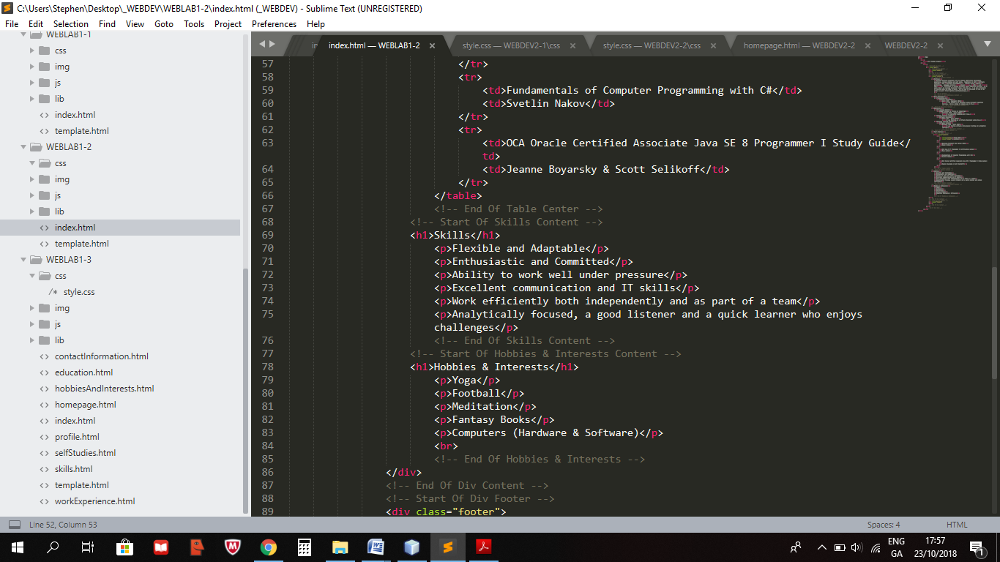 C:\Users\Stephen\Desktop\_WEBDEV\WEBLAB1-2\index.html (_WEBDEV) - Sublime Text (UNREGISTERED)
File Edit Selection Find View Goto Tools Project Preferences Help
WEBLAB1-1
css
img
js
lib
index.html
template.html
WEBLAB1-2
css
img
js
lib
index.html
template.html
WEBLAB1-3
css
style.css
img
js
lib
contactInformation.html
education.html
hobbiesAndInterests.html
homepage.html
index.html
profile.html
selfStudies.html
skills.html
template.html
workExperience.html
index.html — WEBLAB1-2 style.css — WEBDEV2-1\css style.css — WEBDEV2-2\css homepage.html — WEBDEV2-2 WEBDEV2-2
57 </tr>
58 <tr>
59 <td>Fundamentals of Computer Programming with C#</td>
60 <td>Svetlin Nakov</td>
61 </tr>
62 <tr>
63 <td>OCA Oracle Certified Associate Java SE 8 Programmer I Study Guide</
td>
64 <td>Jeanne Boyarsky & Scott Selikoff</td>
65 </tr>
66 </table>
67 <!-- End Of Table Center -->
68 <!-- Start Of Skills Content -->
69 <h1>Skills</h1>
70 <p>Flexible and Adaptable</p>
71 <p>Enthusiastic and Committed</p>
72 <p>Ability to work well under pressure</p>
73 <p>Excellent communication and IT skills</p>
74 <p>Work efficiently both independently and as part of a team</p>
75 <p>Analytically focused, a good listener and a quick learner who enjoys
challenges</p>
76 <!-- End Of Skills Content -->
77 <!-- Start Of Hobbies & Interests Content -->
78 <h1>Hobbies & Interests</h1>
79 <p>Yoga</p>
80 <p>Football</p>
81 <p>Meditation</p>
82 <p>Fantasy Books</p>
83 <p>Computers (Hardware & Software)</p>
84 <br>
85 <!-- End Of Hobbies & Interests -->
86 </div>
87 <!-- End Of Div Content -->
88 <!-- Start Of Div Footer -->
89 <div class="footer">
Line 52, Column 53 Spaces: 4 HTML
ENG 17:57
GA 23/10/2018
1